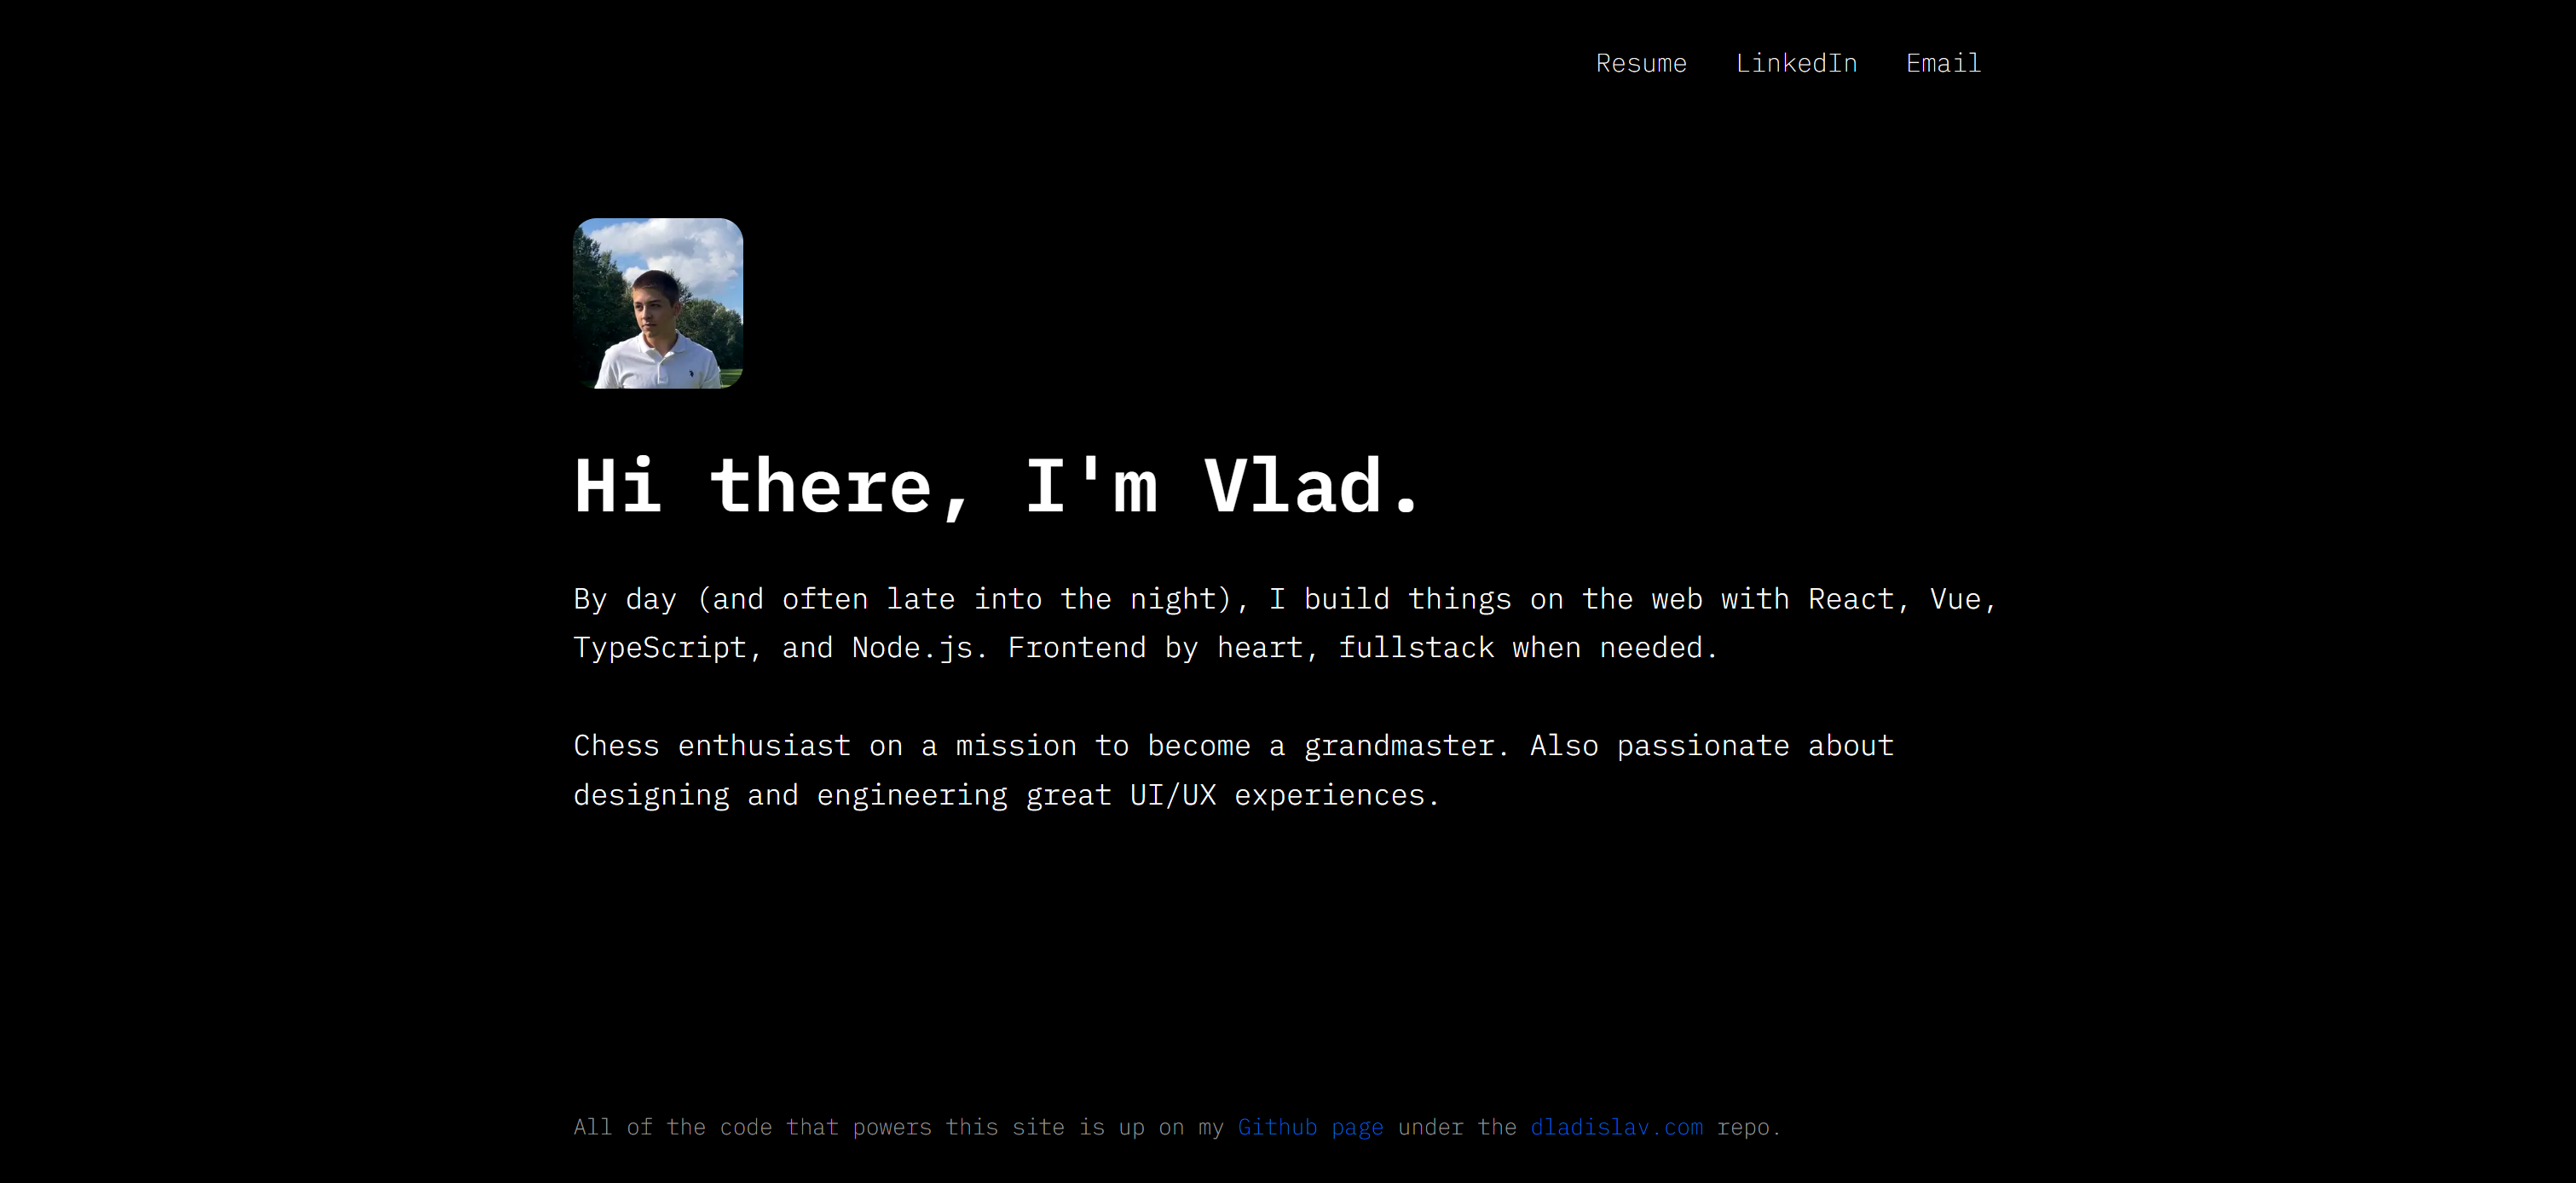 Resume LinkedIn Email
Hi there, I'm Vlad.
By day (and often late into the night), I build things on the web with React, Vue,
TypeScript, and Node.js. Frontend by heart, fullstack when needed.
Chess enthusiast on a mission to become a grandmaster. Also passionate about
designing and engineering great UI/UX experiences.
All of the code that powers this site is up on my Github page under the dladislav.com repo.